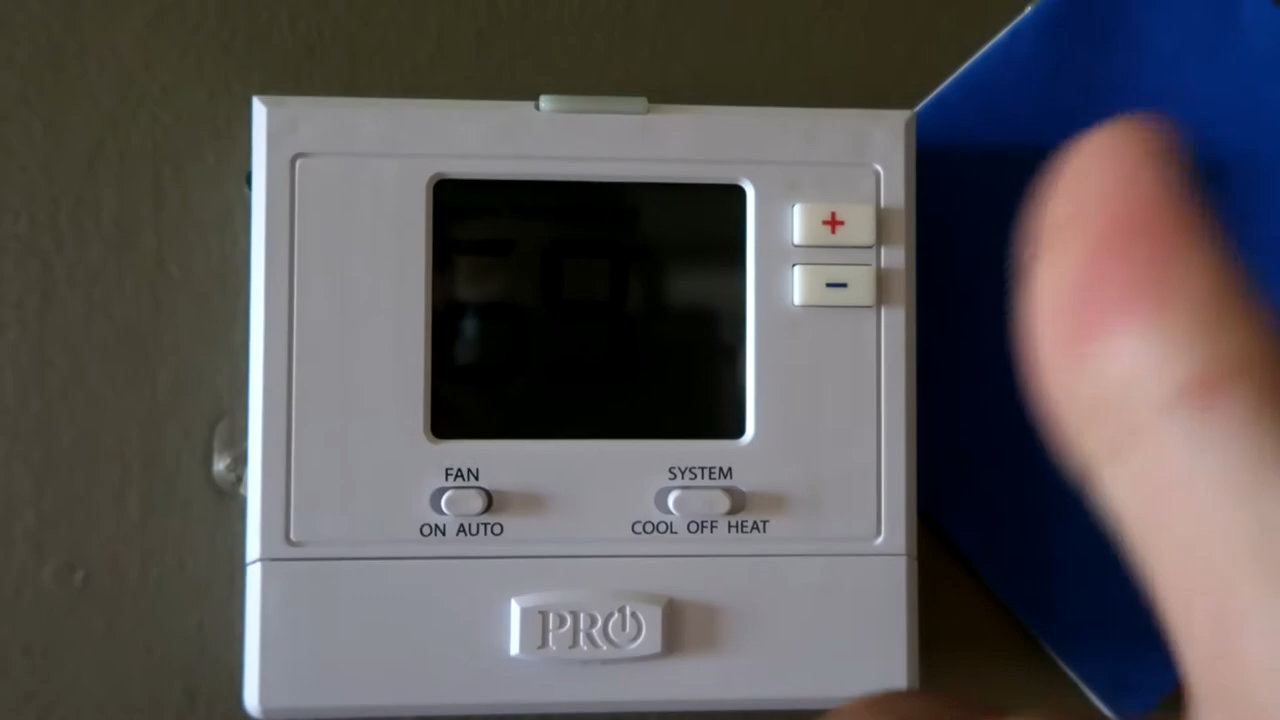 +
-
FAN
SYSTEM
ON AUTO
COOL OFF HEAT
PRO